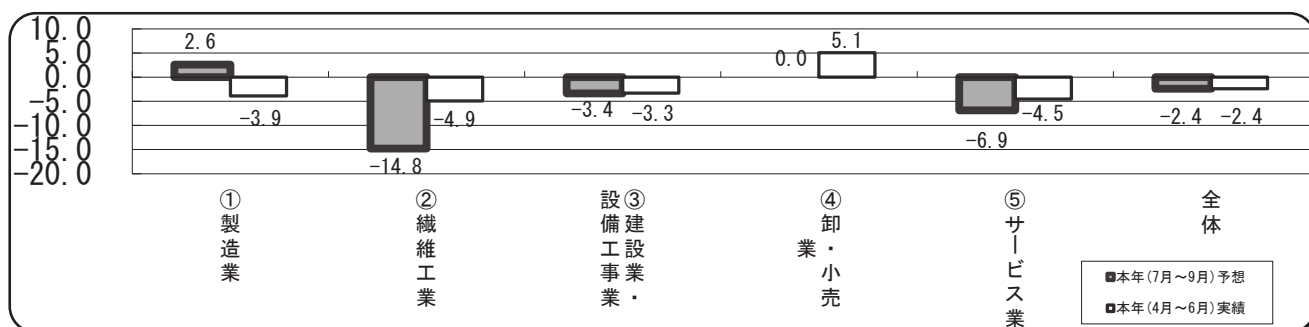 10.0
5.0
0.0
−5.0
−10.0
−15.0
−20.0
2.6
−3.9
−14.8
−4.9
−3.4
−3.3
0.0
5.1
−6.9
−4.5
−2.4
−2.4
①製造業
②繊維工業
③建設業・
設備工事業
④卸・小売
業
⑤サービス業
全体
本年(7月～9月)予想
本年(4月～6月)実績